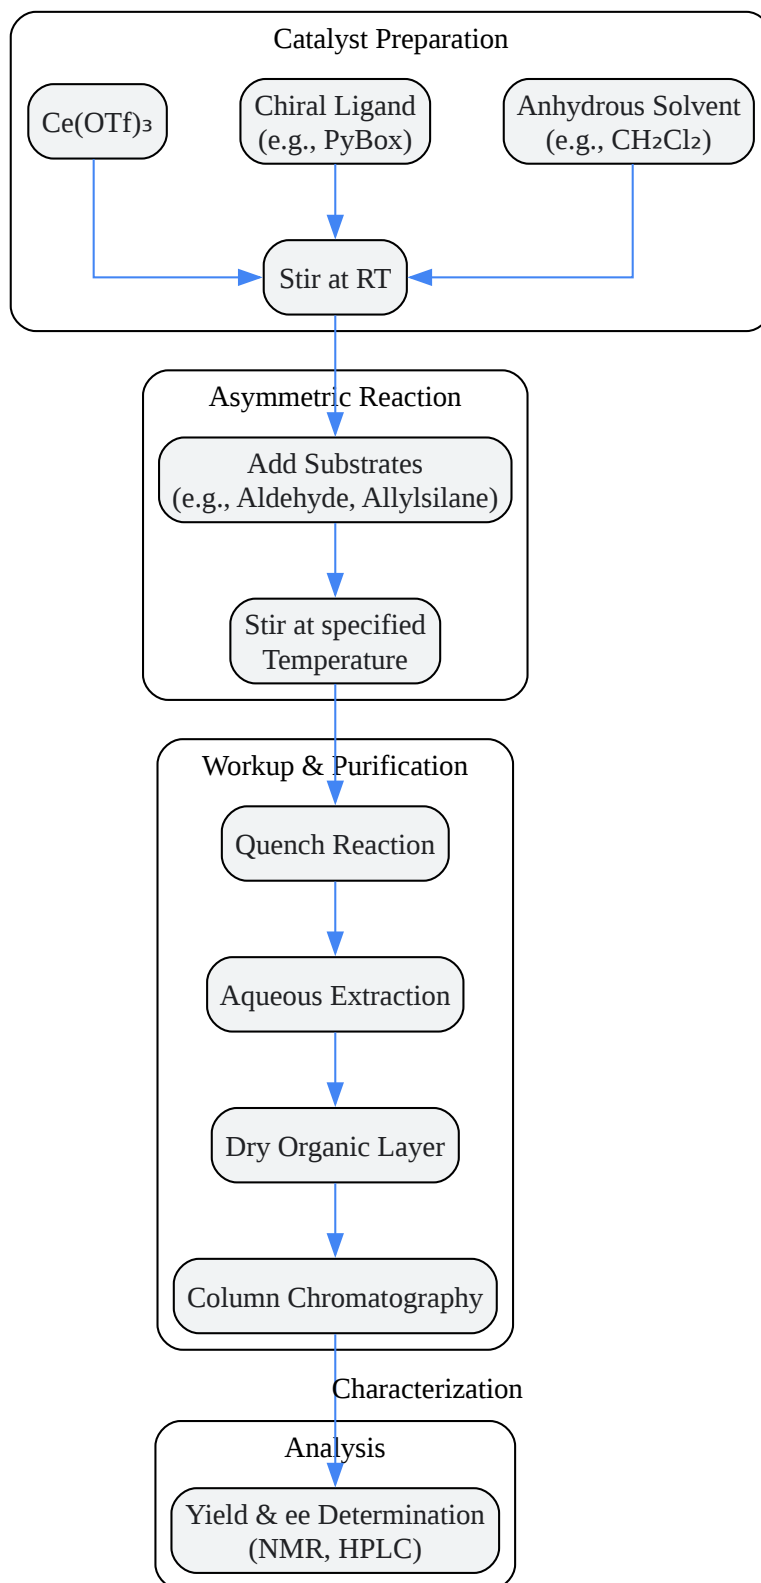 Catalyst Preparation
Ce(OTf)₃
Chiral Ligand
(e.g., PyBox)
Anhydrous Solvent
(e.g., CH₂Cl₂)
Stir at RT
Asymmetric Reaction
Add Substrates
(e.g., Aldehyde, Allylsilane)
Stir at specified
Temperature
Workup & Purification
Quench Reaction
Aqueous Extraction
Dry Organic Layer
Column Chromatography
Characterization
Analysis
Yield & ee Determination
(NMR, HPLC)